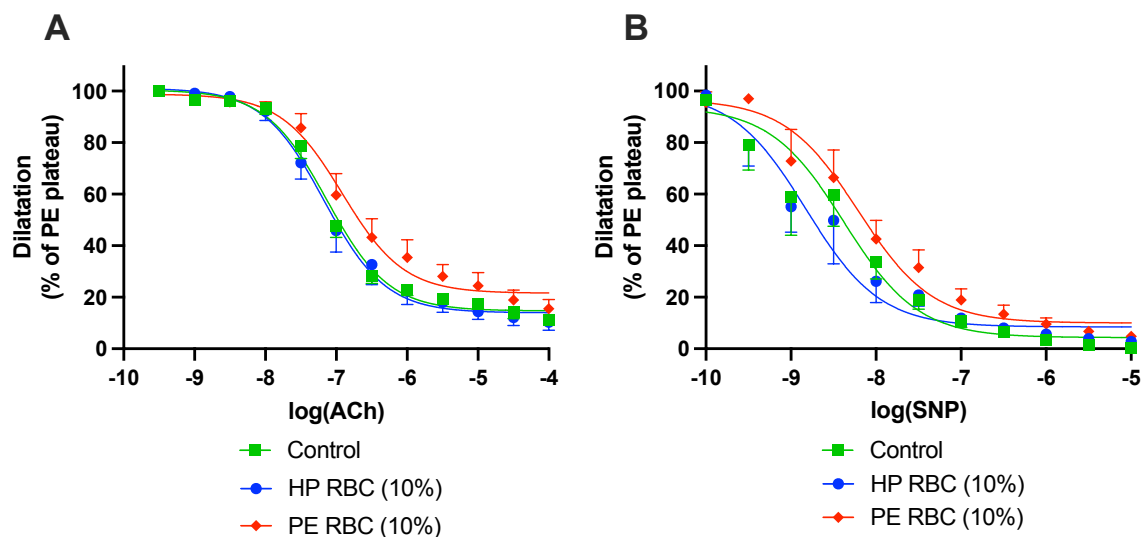 A
B
Dilatation
(% of PE plateau)
100
80
60
40
20
0
-10
-9
-8
-7
-6
-5
-4
log(ACh)
Control
HP RBC (10%)
PE RBC (10%)
Dilatation
(% of PE plateau)
100
80
60
40
20
0
-10
-9
-8
-7
-6
-5
log(SNP)
Control
HP RBC (10%)
PE RBC (10%)